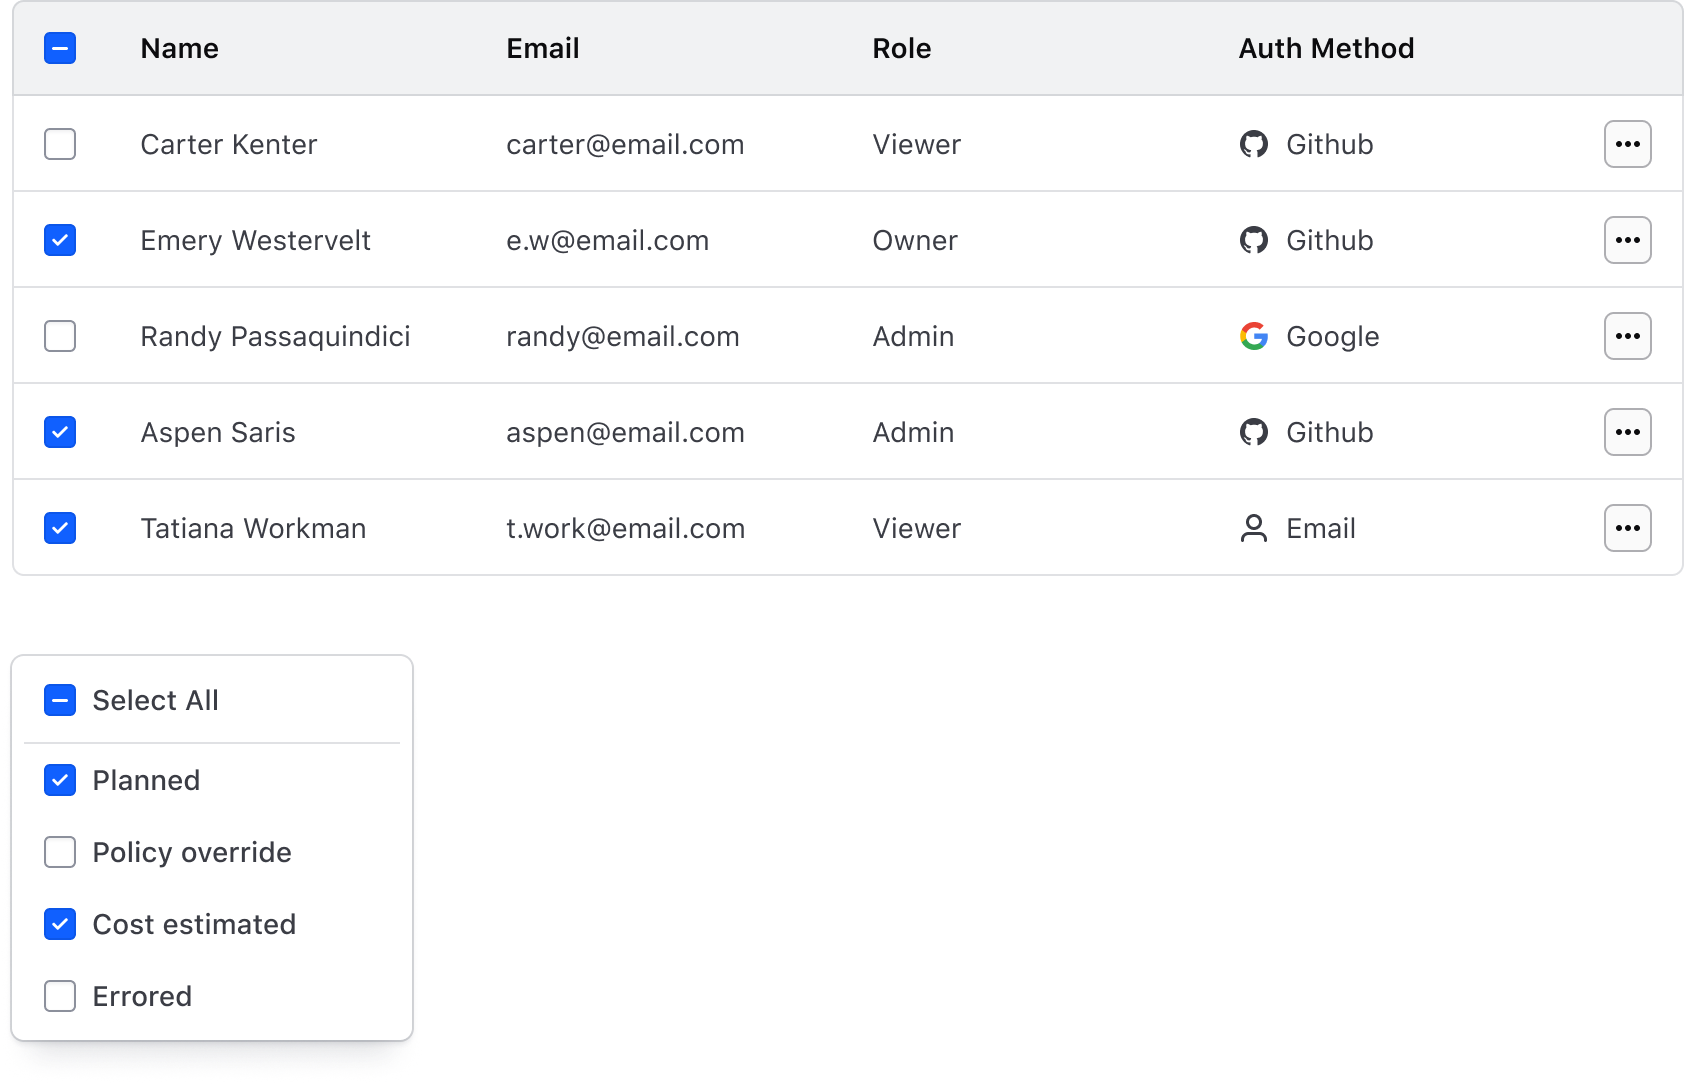 Name Email Role Auth Method
Carter Kenter carter@email.com Viewer Github
Emery Westervelt e.w@email.com Owner Github
Randy Passaquindici randy@email.com Admin Google
Aspen Saris aspen@email.com Admin Github
Tatiana Workman t.work@email.com Viewer Email
Select All
Planned
Policy override
Cost estimated
Errored